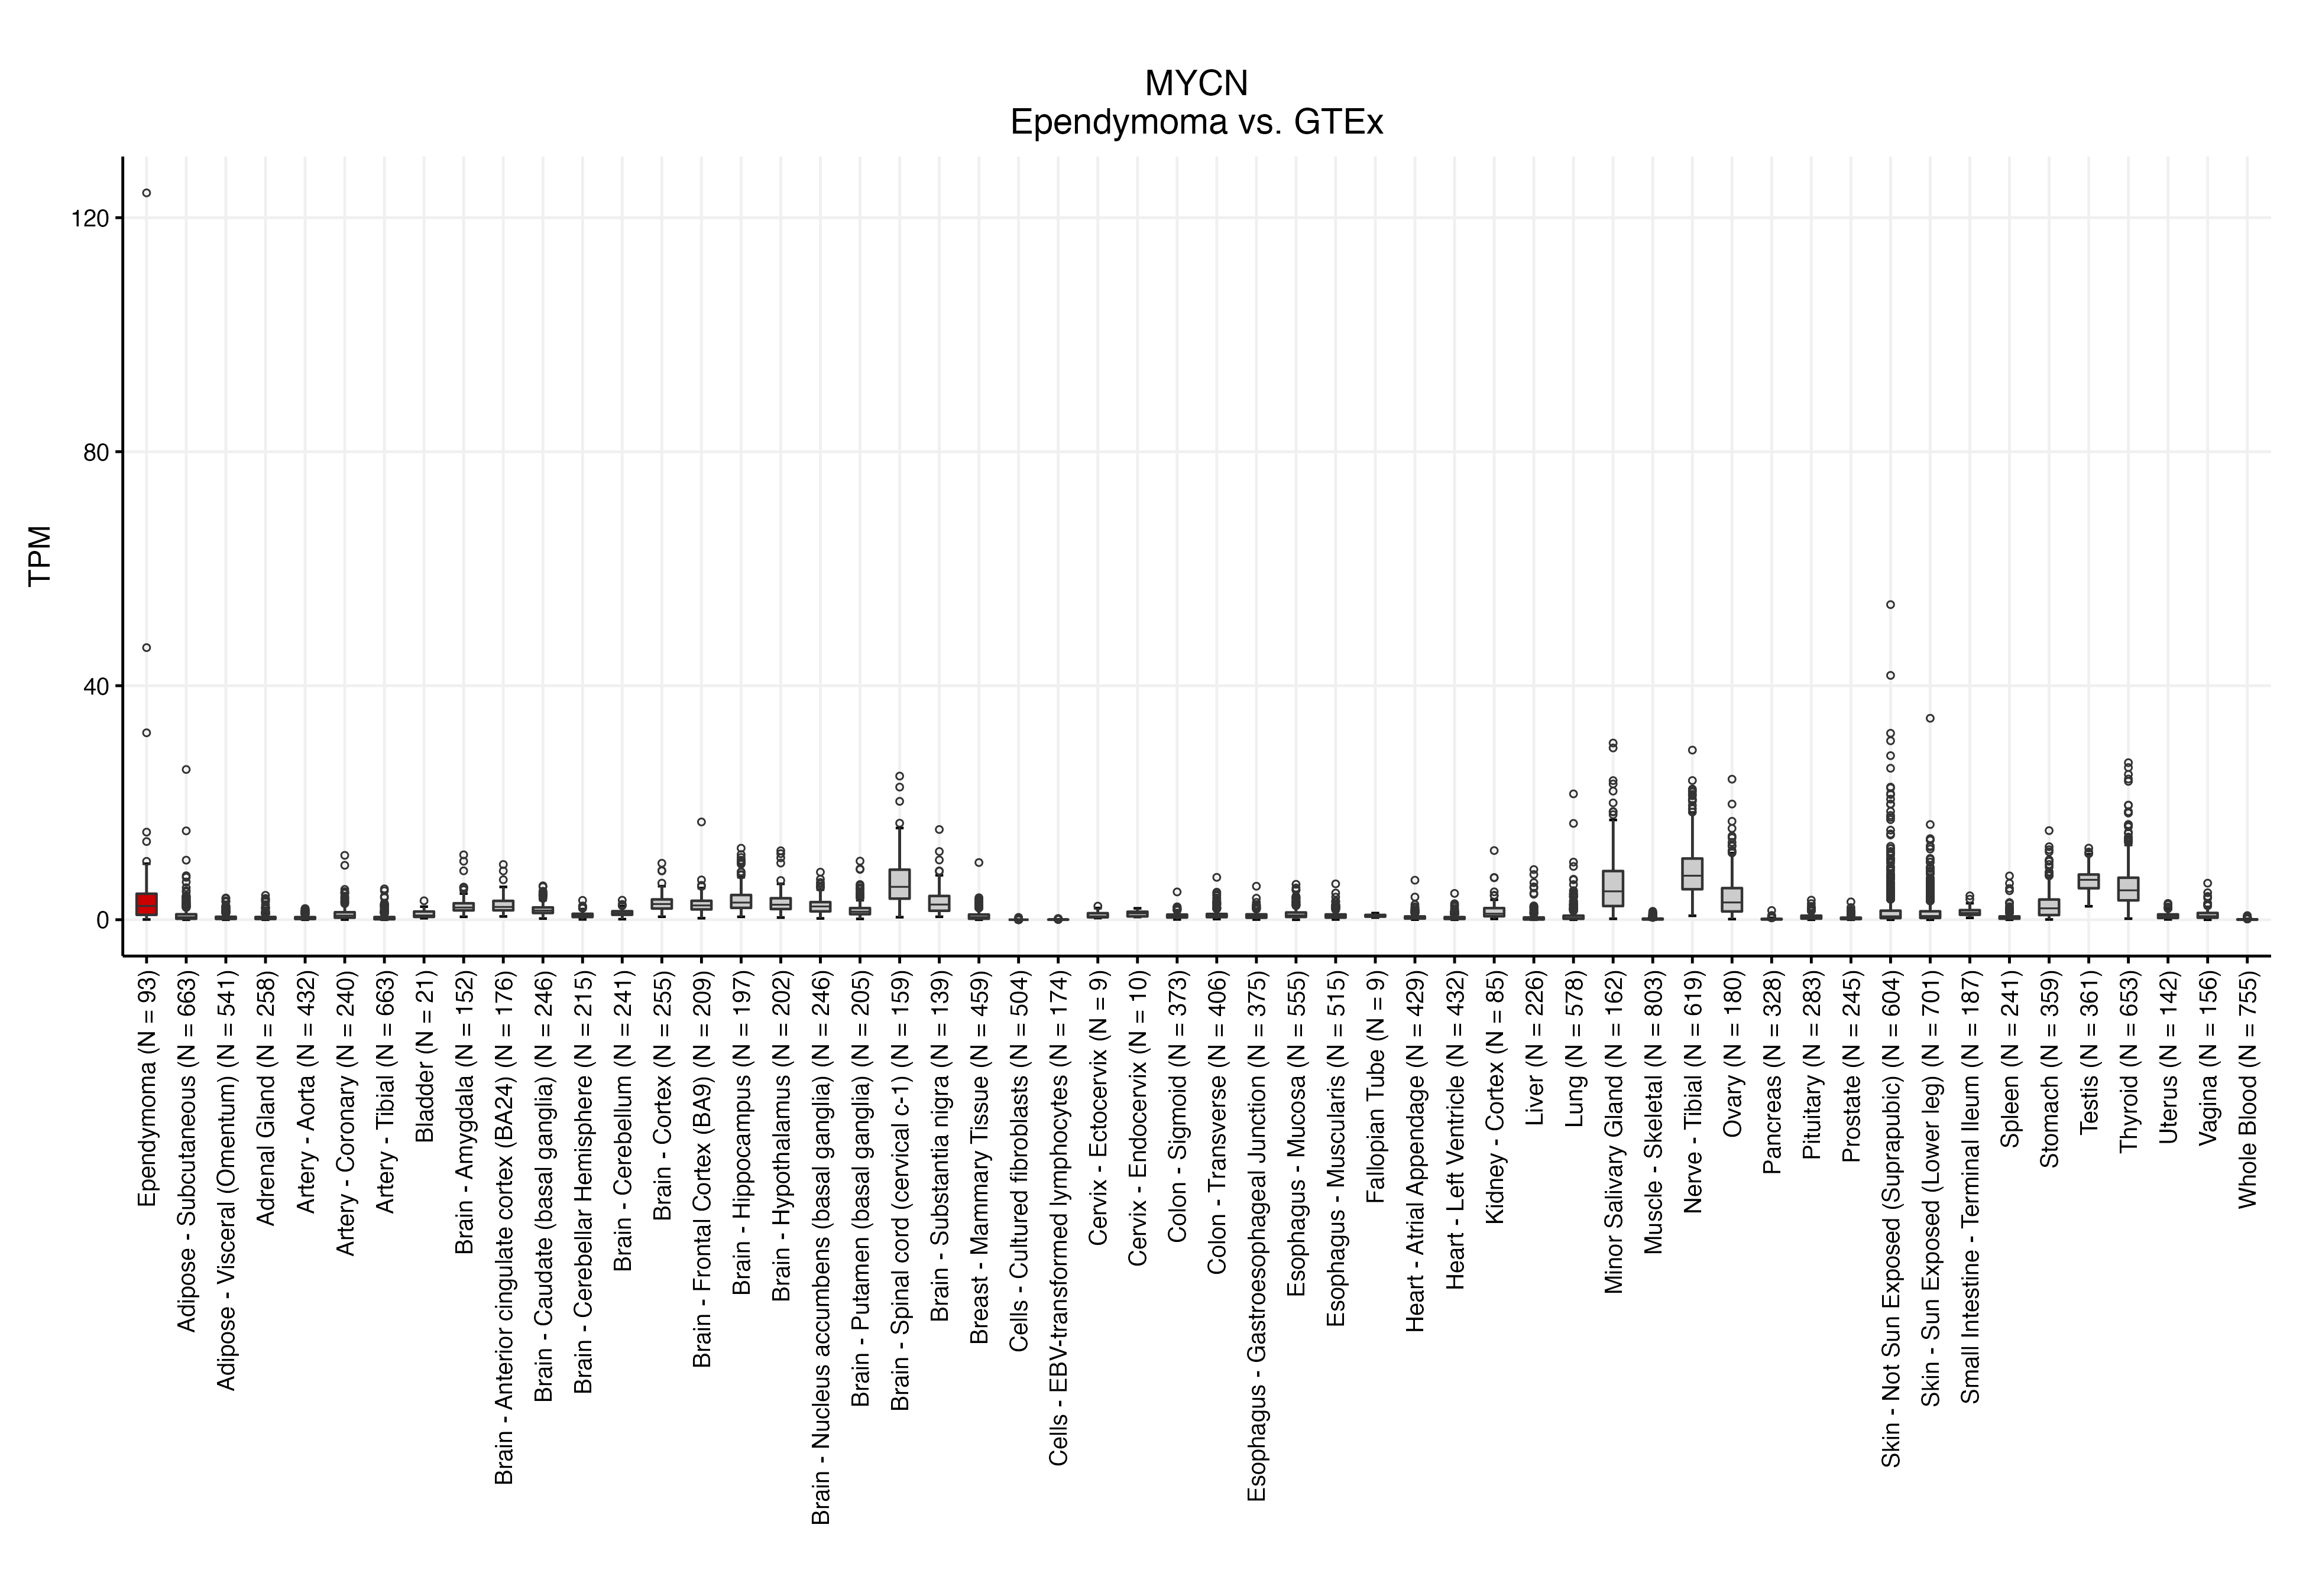 MYCN
Ependymoma vs. GTEx
TPM
120
80
40
0
Ependymoma (N = 93)
Adipose - Subcutaneous (N = 663)
Adipose - Visceral (Omentum) (N = 541)
Adrenal Gland (N = 258)
Artery - Aorta (N = 432)
Artery - Coronary (N = 240)
Artery - Tibial (N = 663)
Bladder (N = 21)
Brain - Amygdala (N = 152)
Brain - Anterior cingulate cortex (BA24) (N = 176)
Brain - Caudate (basal ganglia) (N = 246)
Brain - Cerebellar Hemisphere (N = 215)
Brain - Cerebellum (N = 241)
Brain - Cortex (N = 255)
Brain - Frontal Cortex (BA9) (N = 209)
Brain - Hippocampus (N = 197)
Brain - Hypothalamus (N = 202)
Brain - Nucleus accumbens (basal ganglia) (N = 246)
Brain - Putamen (basal ganglia) (N = 205)
Brain - Spinal cord (cervical c-1) (N = 159)
Brain - Substantia nigra (N = 139)
Breast - Mammary Tissue (N = 459)
Cells - Cultured fibroblasts (N = 504)
Cells - EBV-transformed lymphocytes (N = 174)
Cervix - Ectocervix (N = 9)
Cervix - Endocervix (N = 10)
Colon - Sigmoid (N = 373)
Colon - Transverse (N = 406)
Esophagus - Gastroesophageal Junction (N = 375)
Esophagus - Mucosa (N = 555)
Esophagus - Muscularis (N = 515)
Fallopian Tube (N = 9)
Heart - Atrial Appendage (N = 429)
Heart - Left Ventricle (N = 432)
Kidney - Cortex (N = 85)
Liver (N = 226)
Lung (N = 578)
Minor Salivary Gland (N = 162)
Muscle - Skeletal (N = 803)
Nerve - Tibial (N = 619)
Ovary (N = 180)
Pancreas (N = 328)
Pituitary (N = 283)
Prostate (N = 245)
Skin - Not Sun Exposed (Suprapubic) (N = 604)
Skin - Sun Exposed (Lower leg) (N = 701)
Small Intestine - Terminal Ileum (N = 187)
Spleen (N = 241)
Stomach (N = 359)
Testis (N = 361)
Thyroid (N = 653)
Uterus (N = 142)
Vagina (N = 156)
Whole Blood (N = 755)